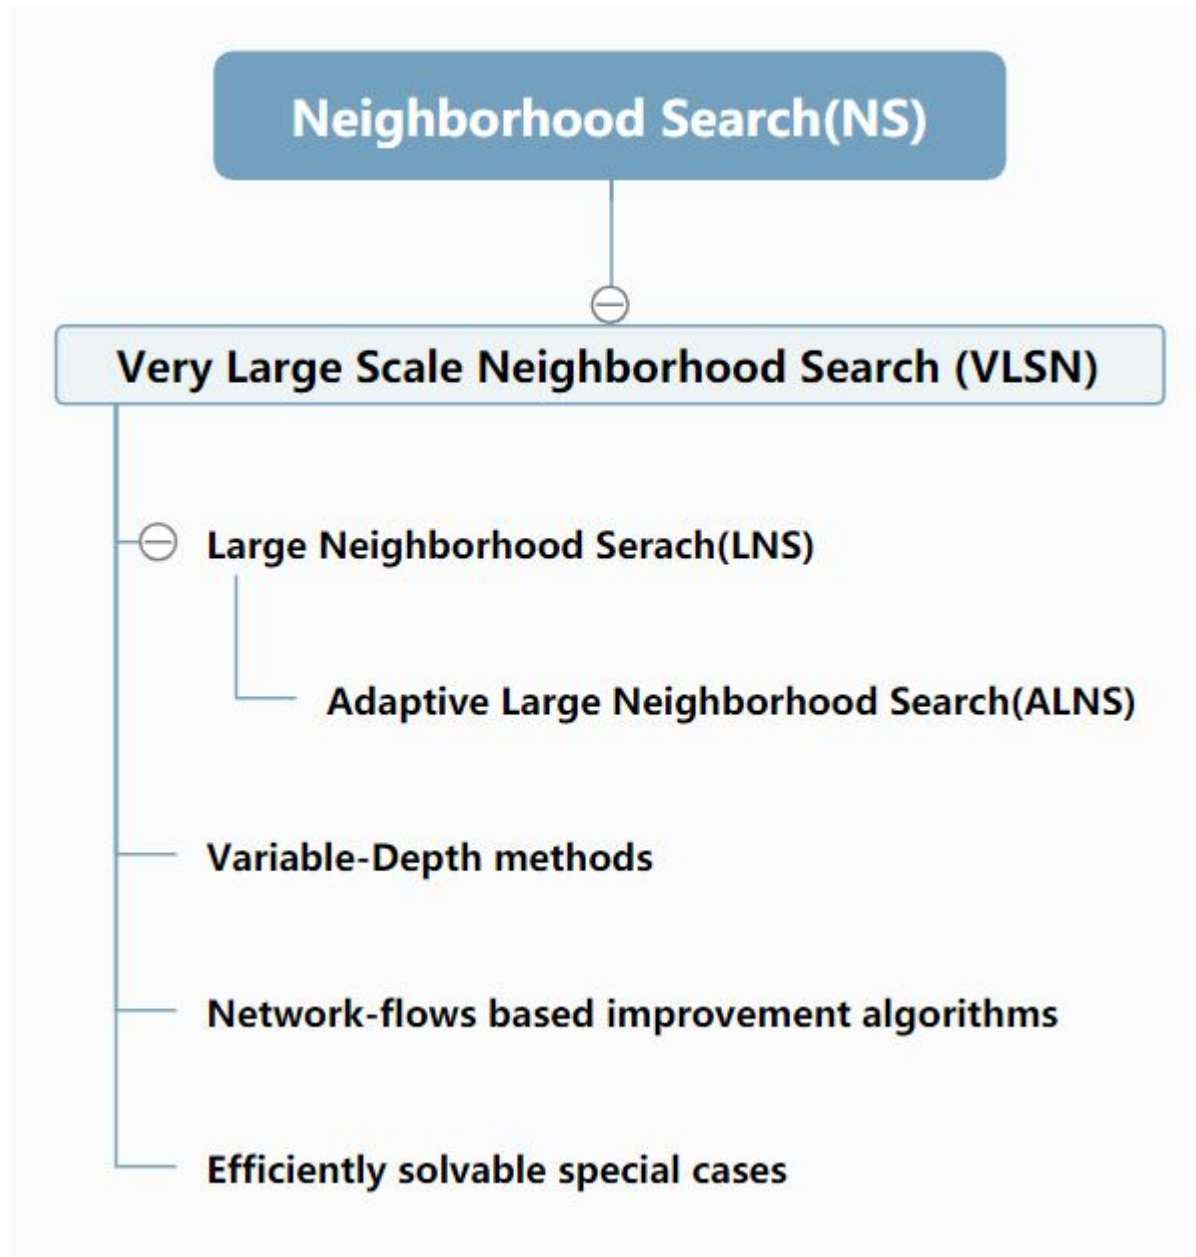 Neighborhood Search(NS)
Very Large Scale Neighborhood Search (VLSN)
Large Neighborhood Serach(LNS)
Adaptive Large Neighborhood Search(ALNS)
Variable-Depth methods
Network-flows based improvement algorithms
Efficiently solvable special cases